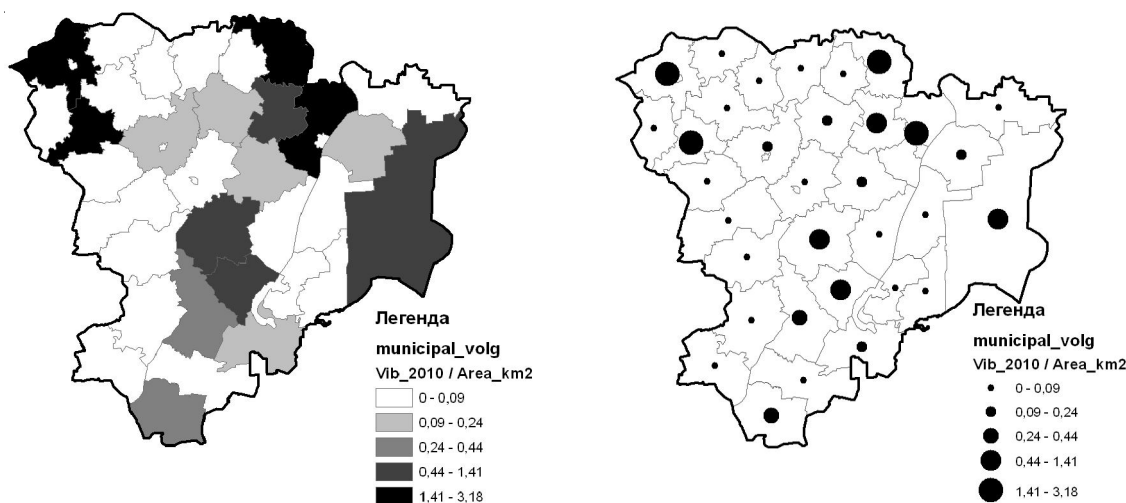 Легенда
municipal_volg
Vib_2010 / Area_km2
0 - 0,09
0,09 - 0,24
0,24 - 0,44
0,44 - 1,41
1,41 - 3,18
Легенда
municipal_volg
Vib_2010 / Area_km2
0 - 0,09
0,09 - 0,24
0,24 - 0,44
0,44 - 1,41
1,41 - 3,18